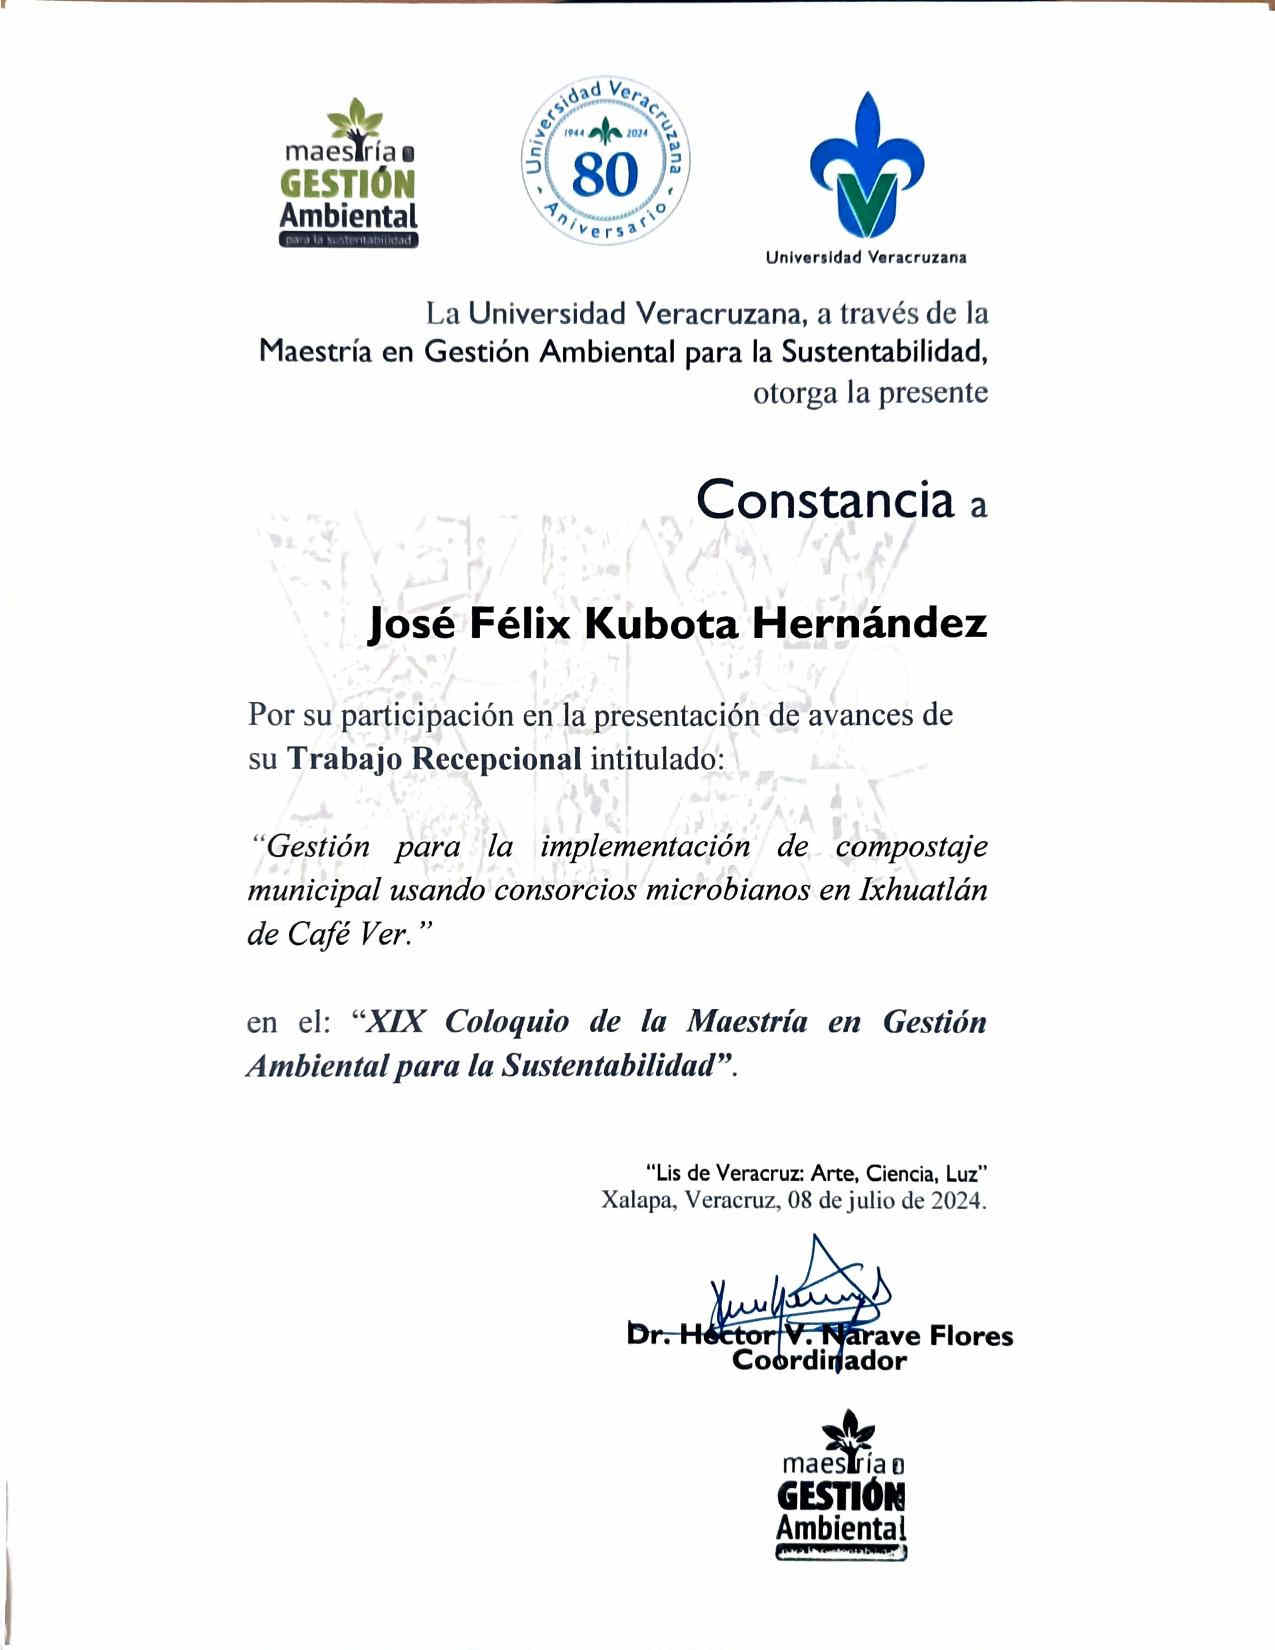 maestría
GESTIÓN
Ambiental
para la sustentabilidad
Universidad Veracruzana
1944 2024
80
Aniversario
Universidad Veracruzana
La Universidad Veracruzana, a través de la
Maestría en Gestión Ambiental para la Sustentabilidad,
otorga la presente
Constancia a
José Félix Kubota Hernández
Por su participación en la presentación de avances de
su Trabajo Recepcional intitulado:
“Gestión para la implementación de compostaje
municipal usando consorcios microbianos en Ixhuatlán
de Café Ver.”
en el: “XIX Coloquio de la Maestría en Gestión
Ambiental para la Sustentabilidad”.
“Lis de Veracruz: Arte, Ciencia, Luz”
Xalapa, Veracruz, 08 de julio de 2024.
Dr. Héctor V. Narave Flores
Coordinador
maestría
GESTIÓN
Ambiental